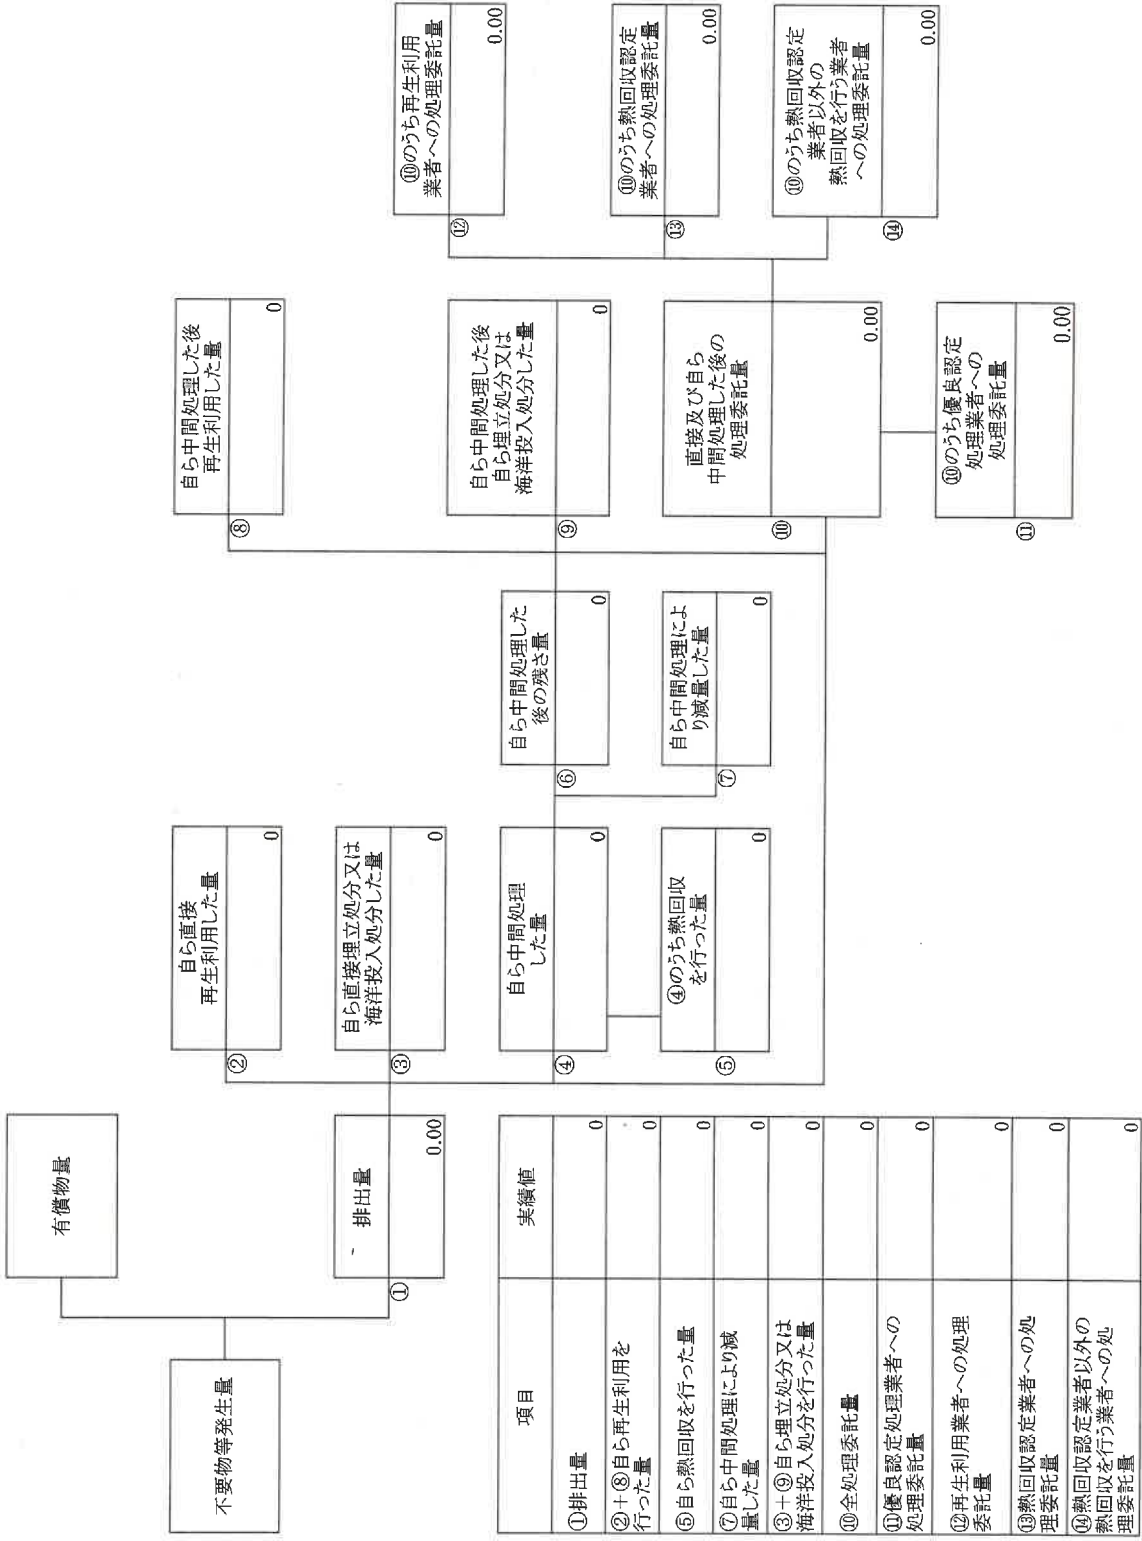 不要物等発生量
有償物量
排出量
①
0.00
自ら直接
再生利用した量
②
0
自ら直接埋立処分又は
海洋投入処分した量
③
0
自ら中間処理
した量
④
0
④のうち熱回収
を行った量
⑤
0
自ら中間処理した
後の残さ量
⑥
0
自ら中間処理によ
り減量した量
⑦
0
自ら中間処理した後
再生利用した量
⑧
0
自ら中間処理した後
自ら埋立処分又は
海洋投入処分した量
⑨
0
直接及び自ら
中間処理した後の
処理委託量
⑩
0.00
⑩のうち優良認定
処理業者への
処理委託量
⑪
0.00
⑩のうち再生利用
業者への処理委託量
⑫
0.00
⑩のうち熱回収認定
業者への処理委託量
⑬
0.00
⑩のうち熱回収認定
業者以外の
熱回収を行う業者
への処理委託量
⑭
0.00
項目 実績値
①排出量 0
②+⑧自ら再生利用を
行った量 0
⑤自ら熱回収を行った量 0
⑦自ら中間処理により減
量した量 0
③+⑨自ら埋立処分又は
海洋投入処分を行った量 0
⑩全処理委託量 0
⑪優良認定処理業者への
処理委託量 0
⑫再生利用業者への処理
委託量 0
⑬熱回収認定業者への処
理委託量 0
⑭熱回収認定業者以外の
熱回収を行う業者への処
理委託量 0